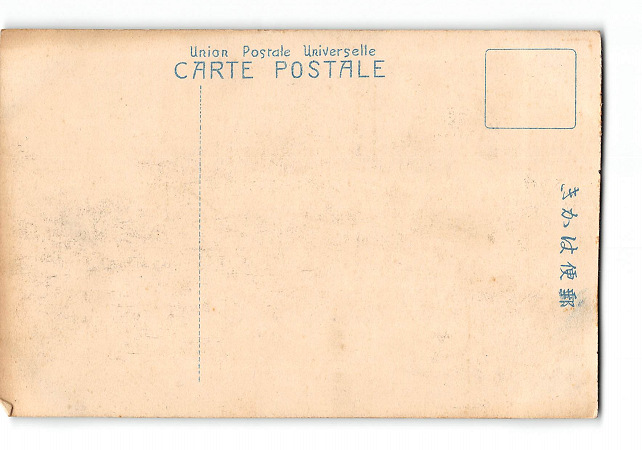 Union Postale Universelle
CARTE POSTALE
きかは便郵